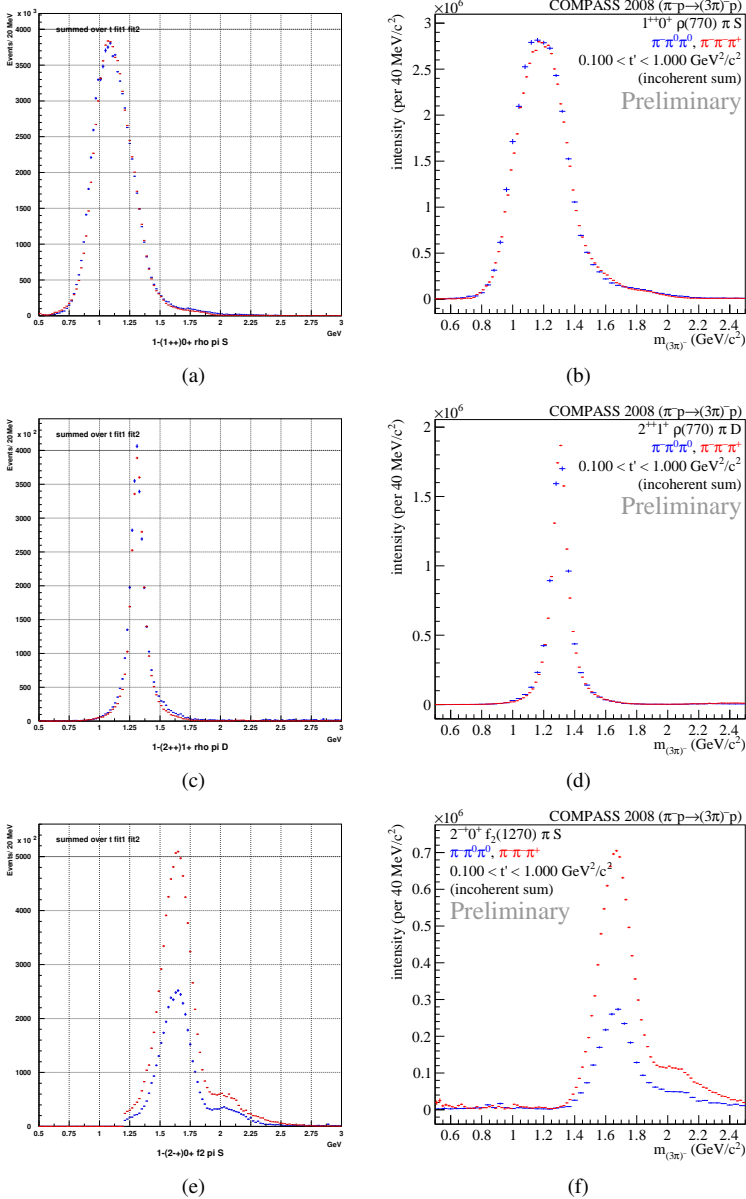 × 10³
Events/ 20 MeV
summed over t fit1 fit2
4000
3500
3000
2500
2000
1500
1000
500
0
0.5 0.75 1 1.25 1.5 1.75 2 2.25 2.5 2.75 3
GeV
1-(1++)0+ rho pi S
(a)
×10⁶ COMPASS 2008 (π⁻p→(3π)⁻p)
intensity (per 40 MeV/c²)
1⁺⁺0⁺ ρ(770) π S
π⁻π⁰π⁰, π⁻π⁻π⁺
0.100 < t' < 1.000 GeV²/c²
(incoherent sum)
Preliminary
3
2.5
2
1.5
1
0.5
0
0.6 0.8 1 1.2 1.4 1.6 1.8 2 2.2 2.4
m(3π)⁻ (GeV/c²)
(b)
× 10²
Events/ 20 MeV
summed over t fit1 fit2
4000
3500
3000
2500
2000
1500
1000
500
0
0.5 0.75 1 1.25 1.5 1.75 2 2.25 2.5 2.75 3
GeV
1-(2++)1+ rho pi D
(c)
×10⁶ COMPASS 2008 (π⁻p→(3π)⁻p)
intensity (per 40 MeV/c²)
2⁺⁺1⁺ ρ(770) π D
π⁻π⁰π⁰, π⁻π⁻π⁺
0.100 < t' < 1.000 GeV²/c²
(incoherent sum)
Preliminary
2
1.5
1
0.5
0
0.6 0.8 1 1.2 1.4 1.6 1.8 2 2.2 2.4
m(3π)⁻ (GeV/c²)
(d)
× 10²
Events/ 20 MeV
summed over t fit1 fit2
5000
4000
3000
2000
1000
0
0.5 0.75 1 1.25 1.5 1.75 2 2.25 2.5 2.75 3
GeV
1-(2-+)0+ f2 pi S
(e)
×10⁶ COMPASS 2008 (π⁻p→(3π)⁻p)
intensity (per 40 MeV/c²)
2⁻⁺0⁺ f₂(1270) π S
π⁻π⁰π⁰, π⁻π⁻π⁺
0.100 < t' < 1.000 GeV²/c²
(incoherent sum)
Preliminary
0.7
0.6
0.5
0.4
0.3
0.2
0.1
0
0.6 0.8 1 1.2 1.4 1.6 1.8 2 2.2 2.4
m(3π)⁻ (GeV/c²)
(f)